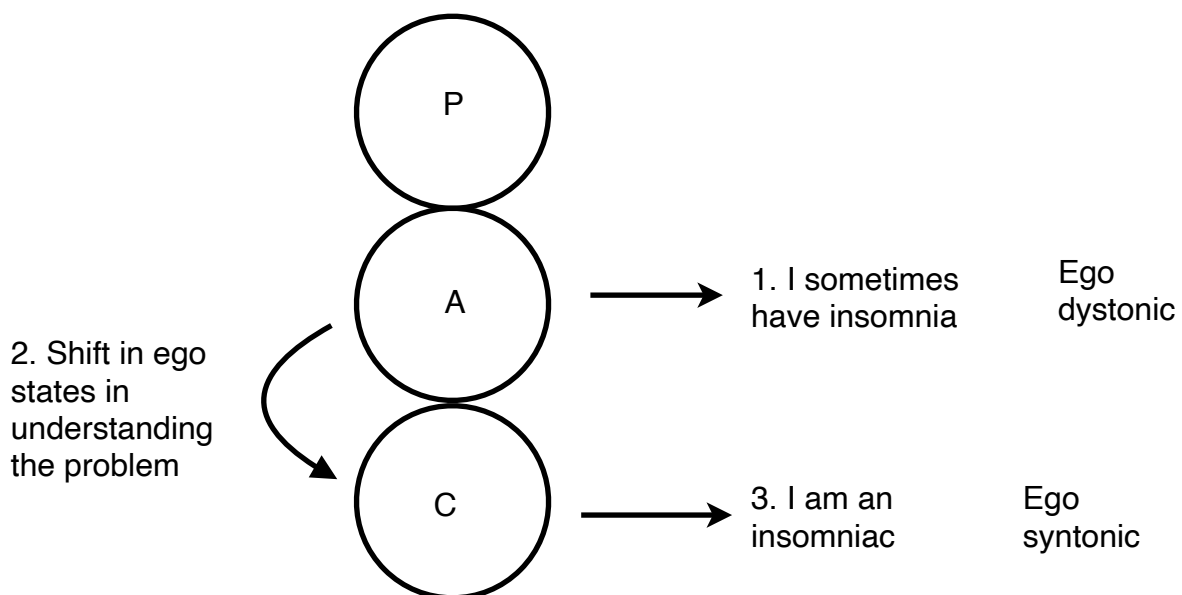 P
A
1. I sometimes
have insomnia
Ego
dystonic
2. Shift in ego
states in
understanding
the problem
C
3. I am an
insomniac
Ego
syntonic